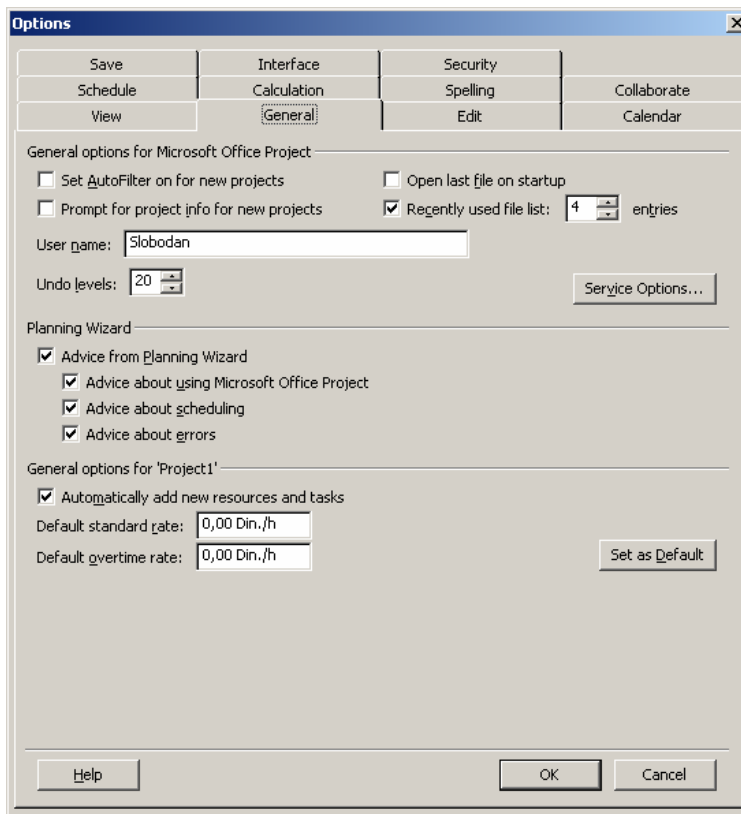 Options
Save Interface Security
Schedule Calculation Spelling Collaborate
View General Edit Calendar
General options for Microsoft Office Project
Set AutoFilter on for new projects Open last file on startup
Prompt for project info for new projects Recently used file list: 4 entries
User name: Slobodan
Undo levels: 20 Service Options...
Planning Wizard
Advice from Planning Wizard
Advice about using Microsoft Office Project
Advice about scheduling
Advice about errors
General options for 'Project1'
Automatically add new resources and tasks
Default standard rate: 0,00 Din./h
Default overtime rate: 0,00 Din./h Set as Default
Help OK Cancel